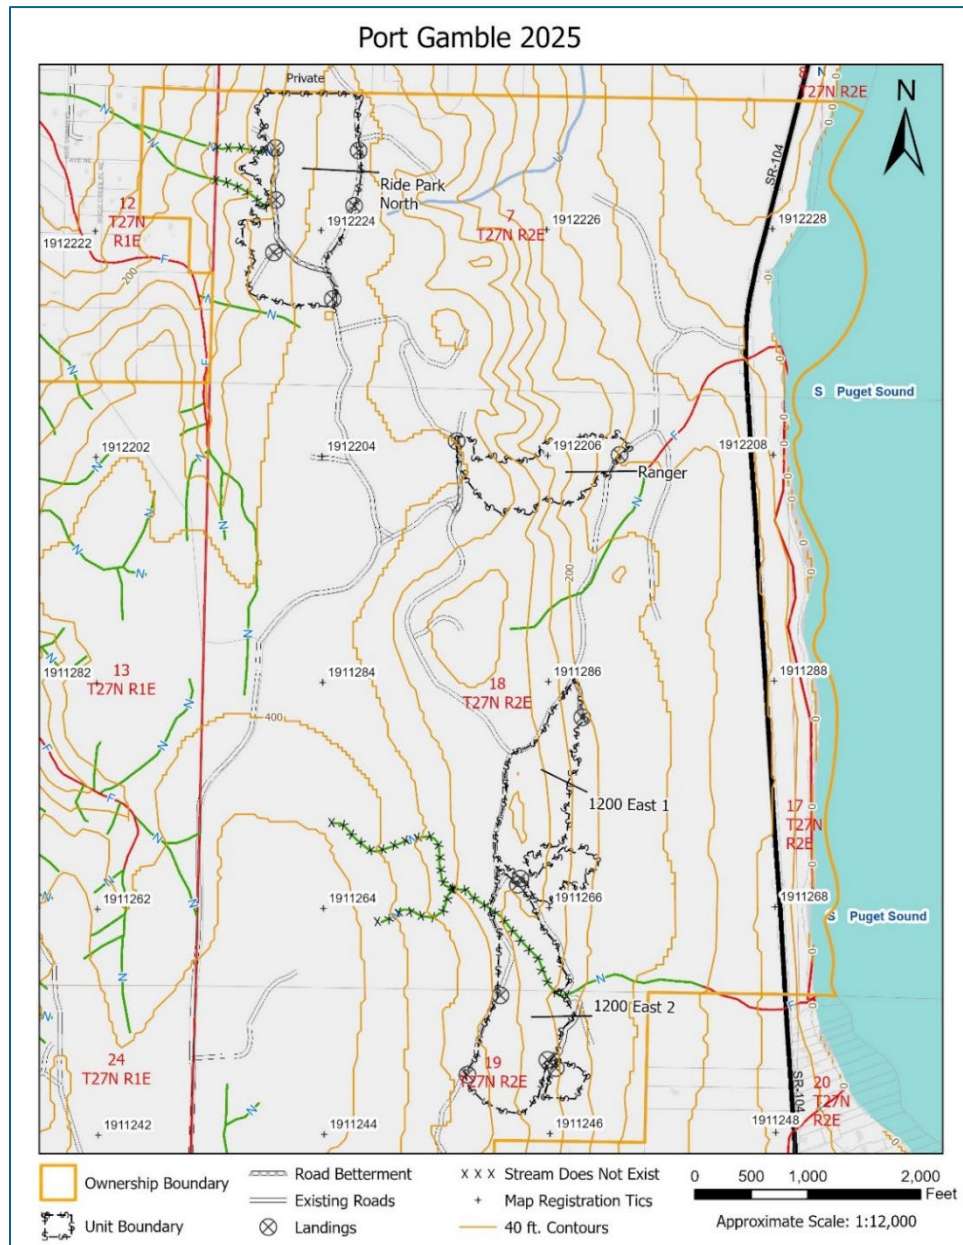 Port Gamble 2025
Private
8
T27N R2E
N
N
SR-104
N
N
Ride Park
North
12
T27N
R1E
7
T27N R2E
U
1912222
1912224
1912226
1912228
200
F
0
N
N
F
N
S Puget Sound
1912202
1912204
1912206
1912208
F
Ranger
N
N
N
N
N
200
N
1911282
13
T27N R1E
1911284
18
T27N R2E
1911286
1911288
400
N
N
F
F
1200 East 1
17
T27N
R2E
N
N
N
1911262
1911264
1911266
1911268
S Puget Sound
N
N
N
F
1200 East 2
24
T27N R1E
19
T27N R2E
SR-104
20
T27N
R2E
N
1911242
1911244
1911246
1911248
0
Ownership Boundary
Road Betterment
X X X Stream Does Not Exist
0 500 1,000 2,000
Feet
Existing Roads
+ Map Registration Tics
Unit Boundary
Landings
40 ft. Contours
Approximate Scale: 1:12,000